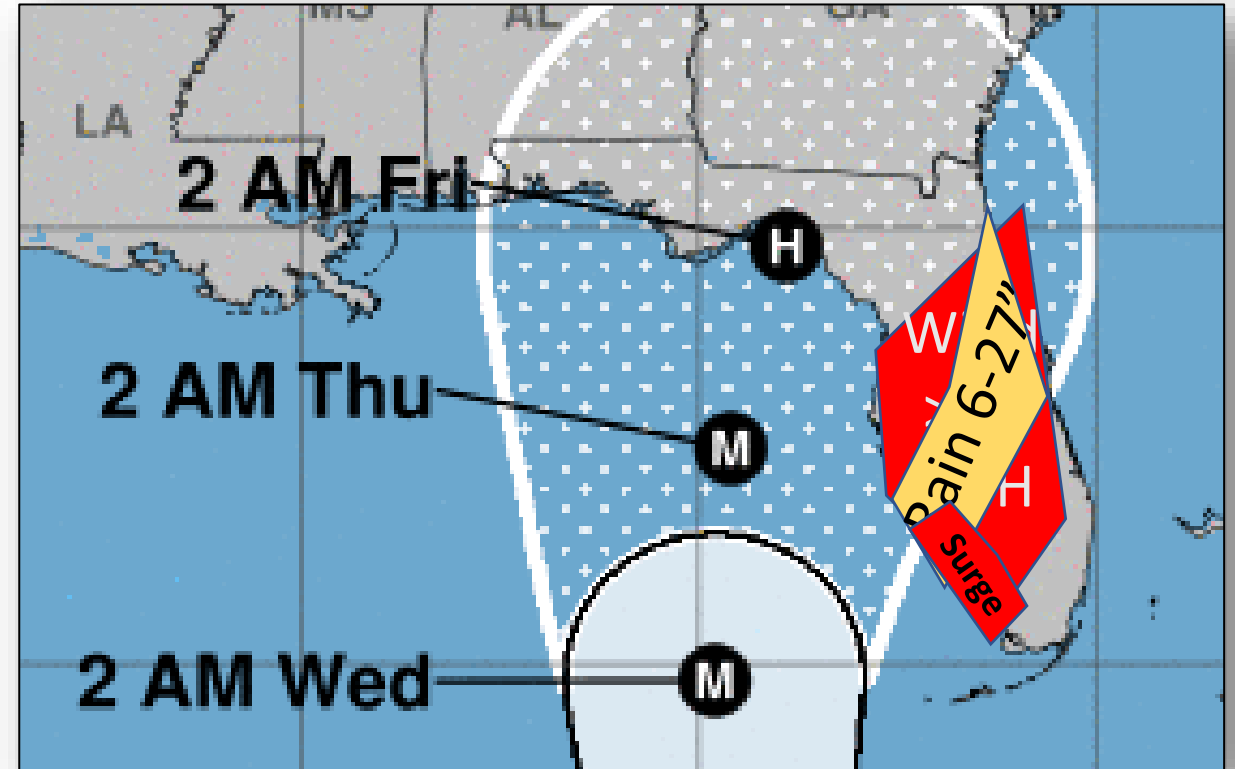 MS
AL
GA
LA
2 AM Fri
H
W H
Rain 6-27”
2 AM Thu
M
H
Surge
2 AM Wed
M